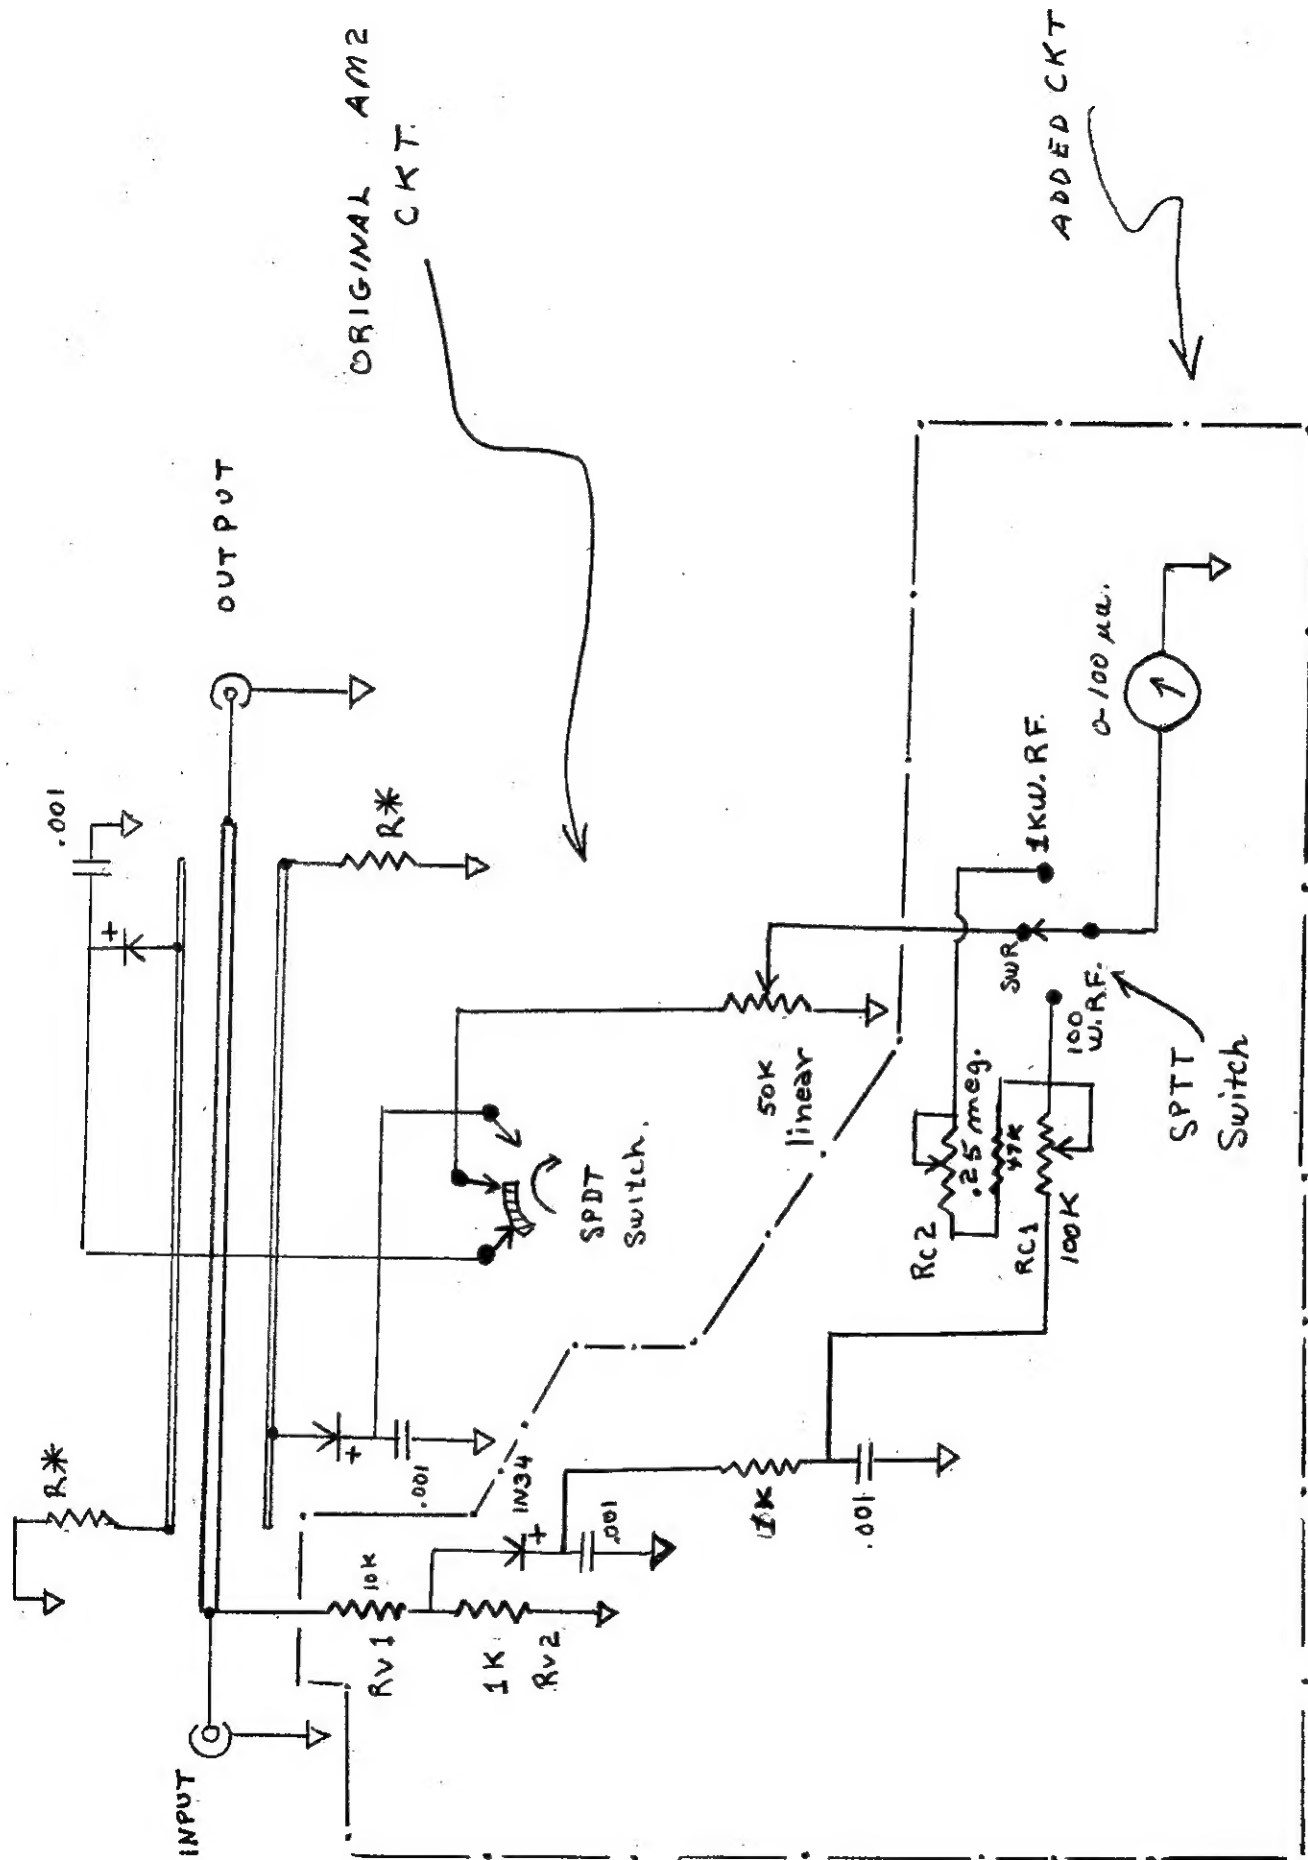 R*
.001
INPUT
OUTPUT
ORIGINAL AM2
CKT.
R*
Rv1
10K
1K
Rv2
.001
1N34
.001
SPDT
Switch.
1K
.001
50K
linear
RC2
.25 meg.
47K
RC1
100K
SWR
100
W.R.F.
1KW.RF.
SPTT
Switch
0-100 µa.
ADDED CKT
+
+
+